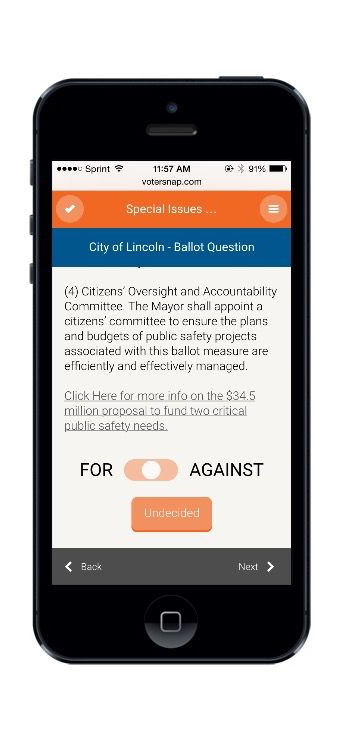 Sprint 11:57 AM 91%
votersnap.com
Special Issues ...
City of Lincoln - Ballot Question
(4) Citizens' Oversight and Accountability
Committee. The Mayor shall appoint a
citizens' committee to ensure the plans
and budgets of public safety projects
associated with this ballot measure are
efficiently and effectively managed.
Click Here for more info on the $34.5
million proposal to fund two critical
public safety needs.
FOR AGAINST
Undecided
Back Next